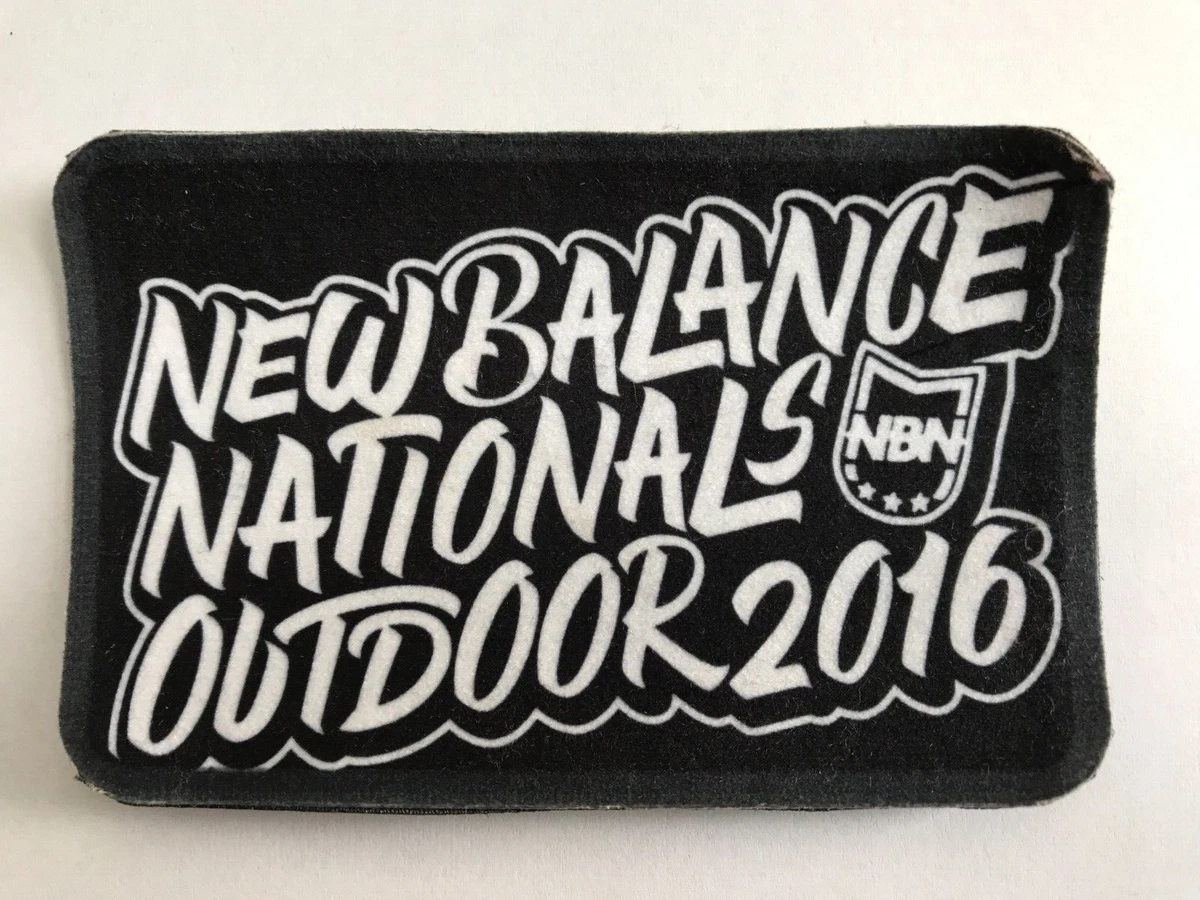 NEW BALANCE
NATIONALS
NBN
OUTDOOR 2016